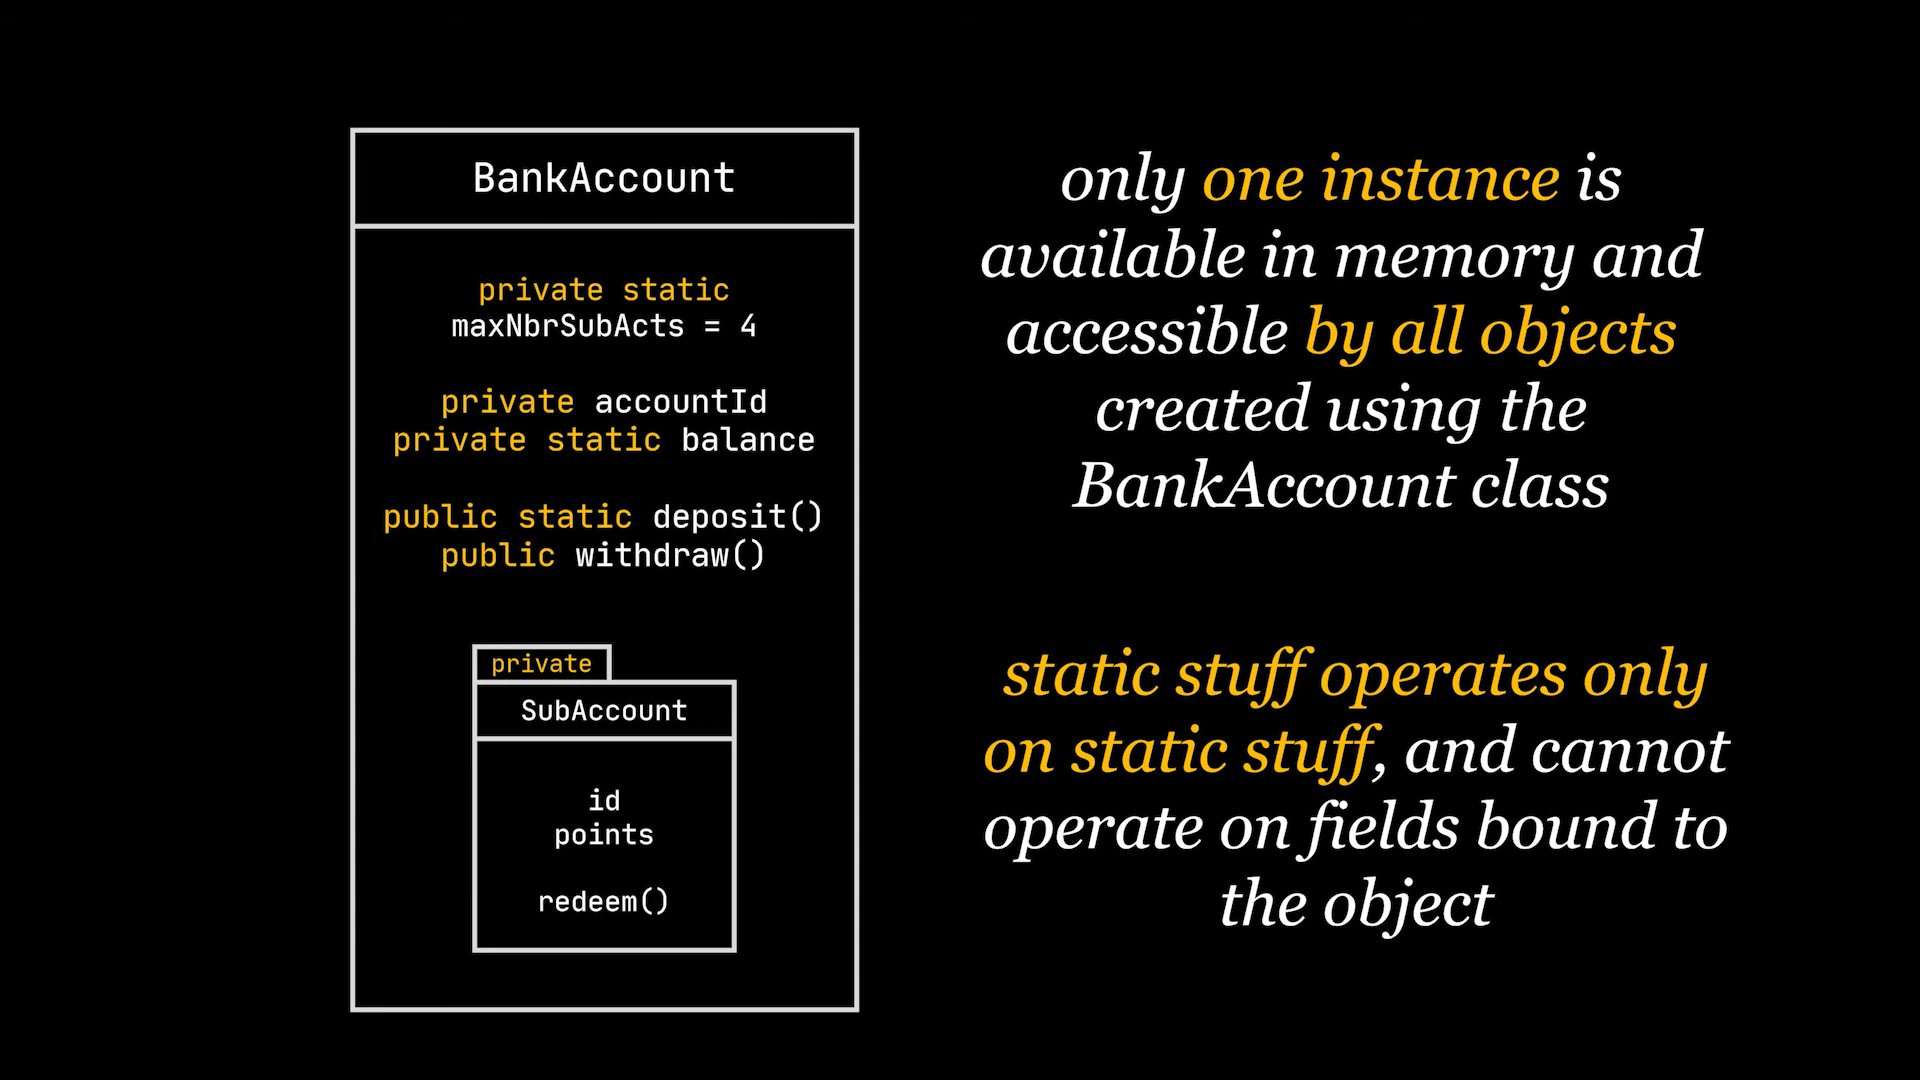 BankAccount
private static
maxNbrSubActs = 4
private accountId
private static balance
public static deposit()
public withdraw()
private
SubAccount
id
points
redeem()
only one instance is
available in memory and
accessible by all objects
created using the
BankAccount class
static stuff operates only
on static stuff, and cannot
operate on fields bound to
the object